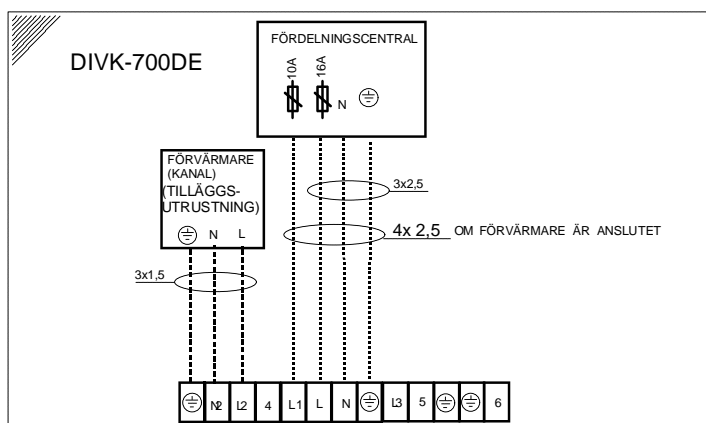 DIVK-700DE
FÖRDELNINGSCENTRAL
10A
16A
N
FÖRVÄRMARE
(KANAL)
(TILLÄGGS-
UTRUSTNING)
N L
3x2,5
4x 2,5 OM FÖRVÄRMARE ÄR ANSLUTET
3x1,5
N2 L2 4 L1 L N L3 5 6